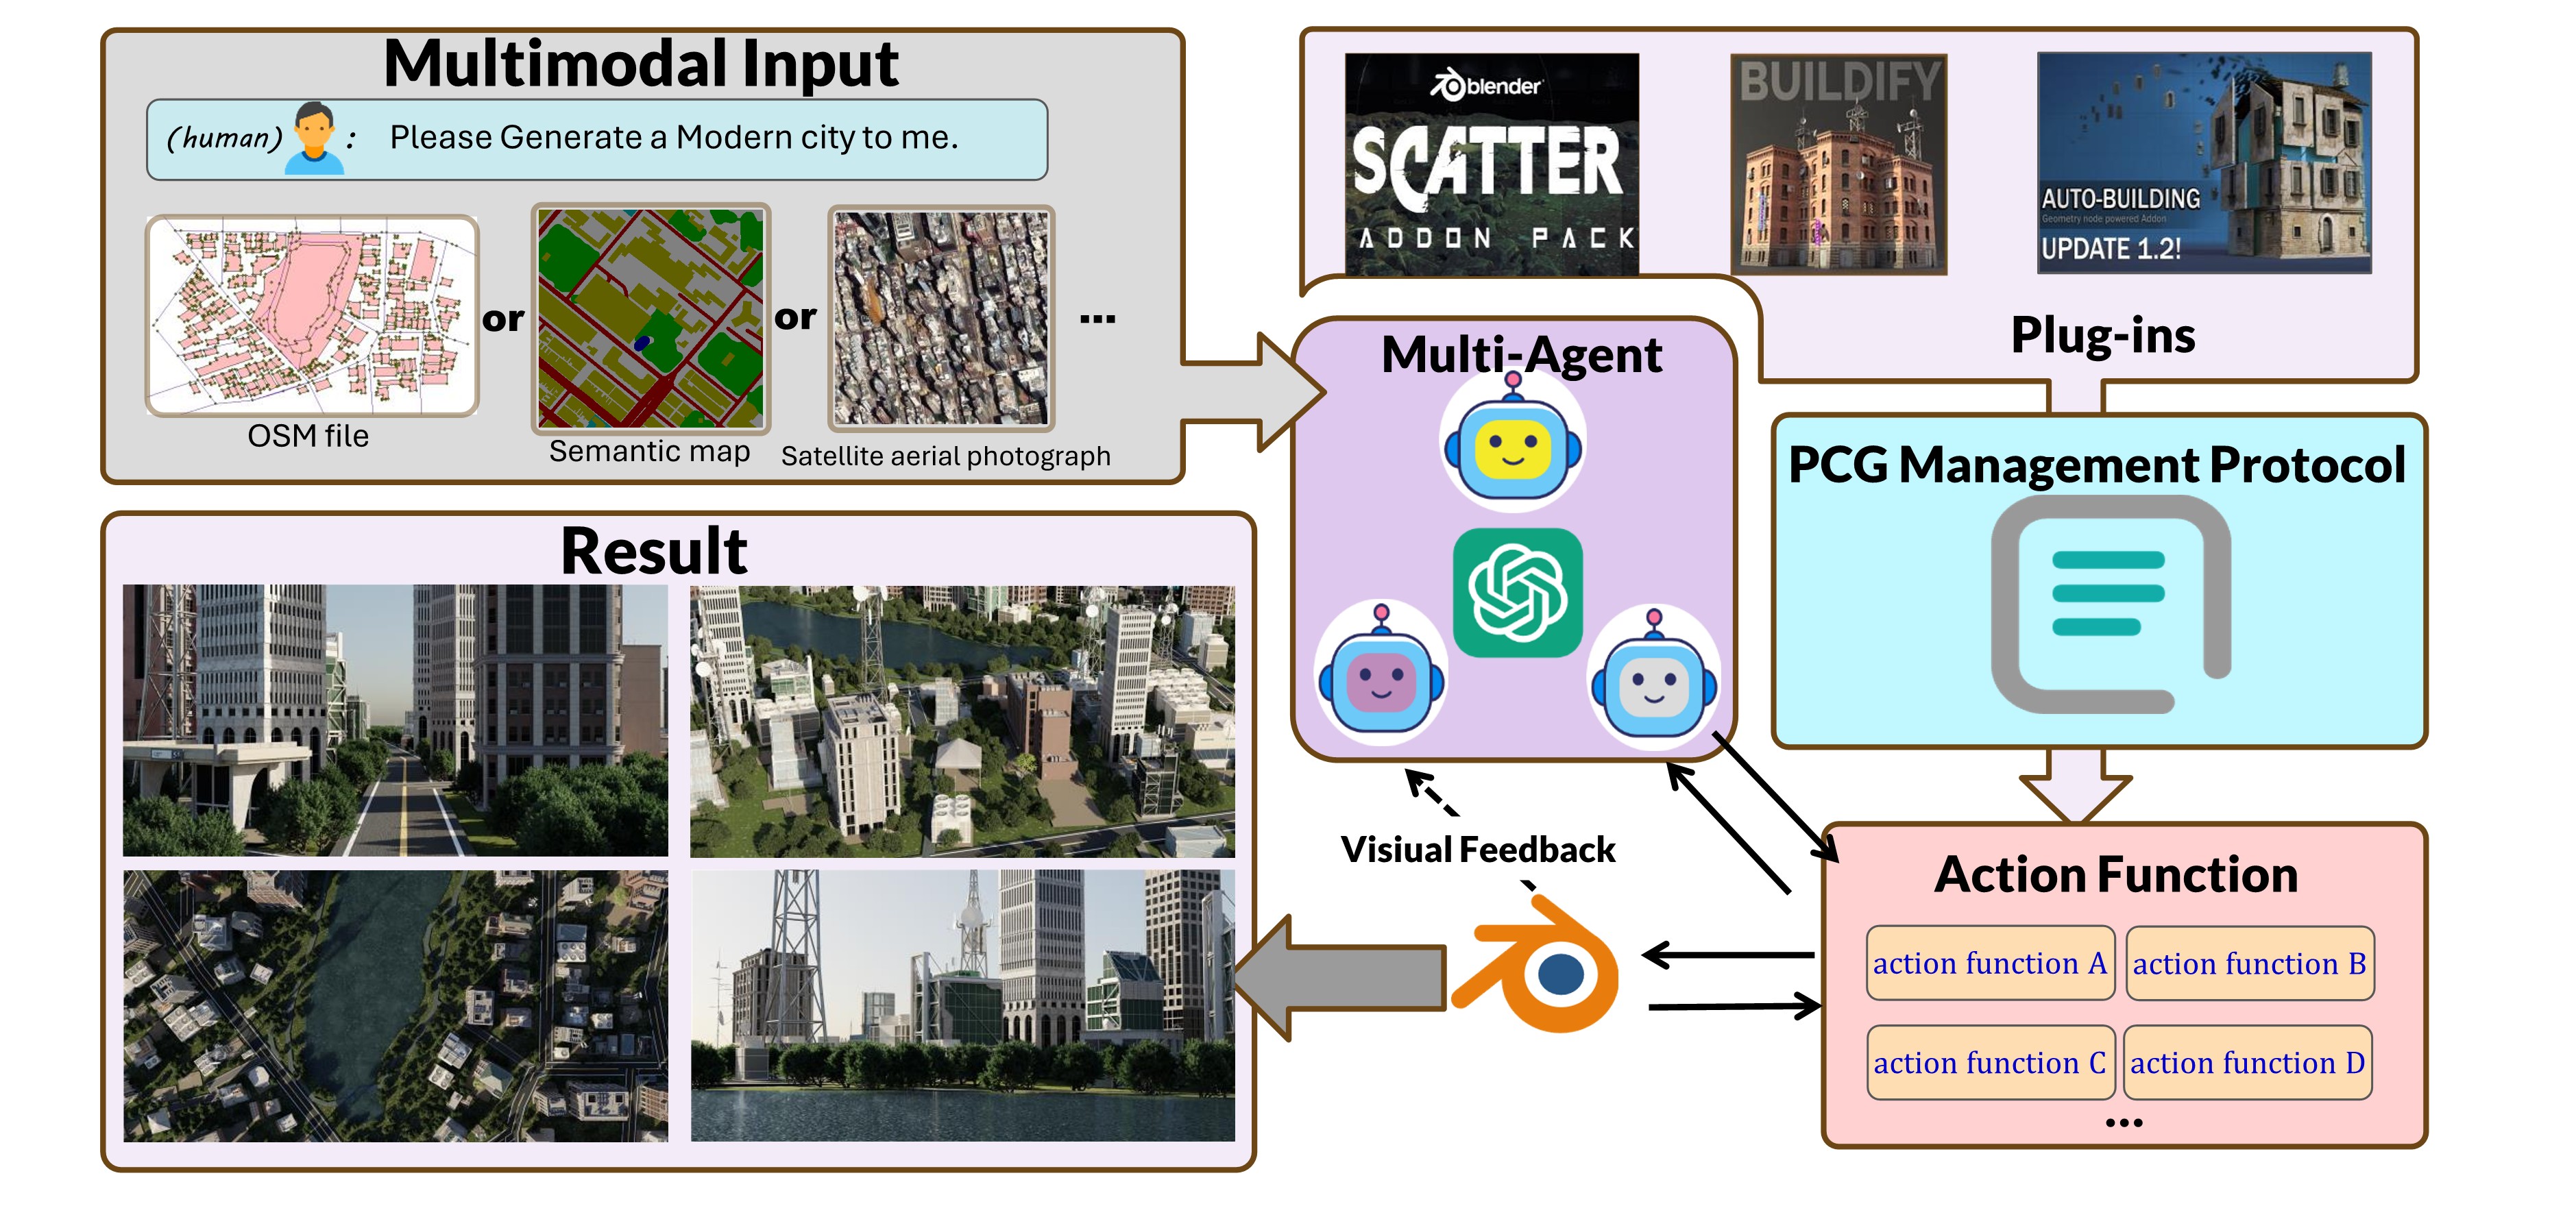 Multimodal Input
(human) : Please Generate a Modern city to me.
or
or
...
OSM file
Semantic map
Satellite aerial photograph
blender
SCATTER
ADDON PACK
BUILDIFY
AUTO-BUILDING
Geometry node powered Addon
UPDATE 1.2!
Plug-ins
Multi-Agent
PCG Management Protocol
Result
Visiual Feedback
Action Function
action function A
action function B
action function C
action function D
...